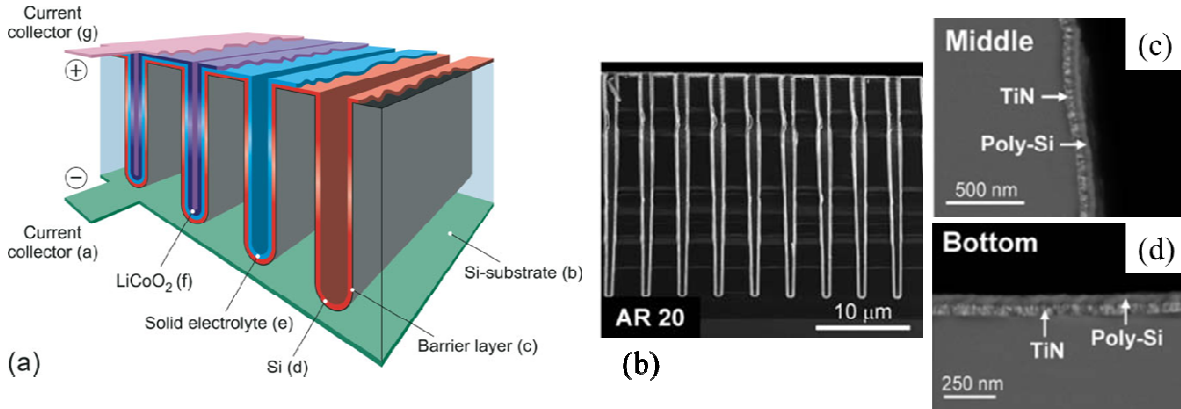 Current
collector (g)
+
−
Current
collector (a)
LiCoO₂ (f)
Solid electrolyte (e)
Si (d)
Barrier layer (c)
Si-substrate (b)
(a)
AR 20
10 μm
(b)
Middle
(c)
TiN
Poly-Si
500 nm
Bottom
(d)
TiN
Poly-Si
250 nm